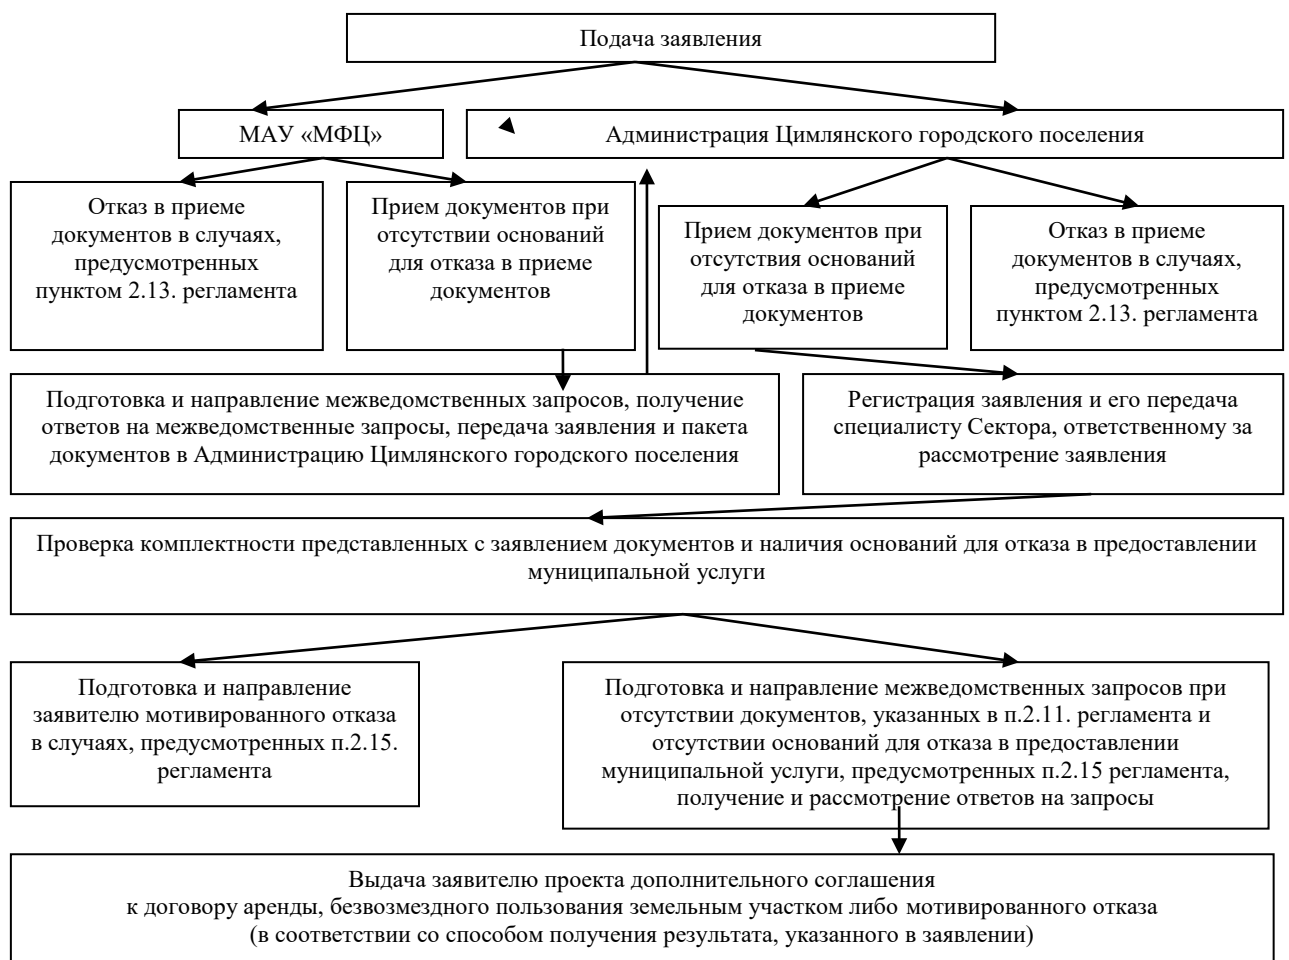 Подача заявления
МАУ «МФЦ»
Администрация Цимлянского городского поселения
Отказ в приеме
документов в случаях,
предусмотренных
пунктом 2.13. регламента
Прием документов при
отсутствии оснований
для отказа в приеме
документов
Прием документов при
отсутствия оснований
для отказа в приеме
документов
Отказ в приеме
документов в случаях,
предусмотренных
пунктом 2.13. регламента
Подготовка и направление межведомственных запросов, получение
ответов на межведомственные запросы, передача заявления и пакета
документов в Администрацию Цимлянского городского поселения
Регистрация заявления и его передача
специалисту Сектора, ответственному за
рассмотрение заявления
Проверка комплектности представленных с заявлением документов и наличия оснований для отказа в предоставлении
муниципальной услуги
Подготовка и направление
заявителю мотивированного отказа
в случаях, предусмотренных п.2.15.
регламента
Подготовка и направление межведомственных запросов при
отсутствии документов, указанных в п.2.11. регламента и
отсутствии оснований для отказа в предоставлении
муниципальной услуги, предусмотренных п.2.15 регламента,
получение и рассмотрение ответов на запросы
Выдача заявителю проекта дополнительного соглашения
к договору аренды, безвозмездного пользования земельным участком либо мотивированного отказа
(в соответствии со способом получения результата, указанного в заявлении)